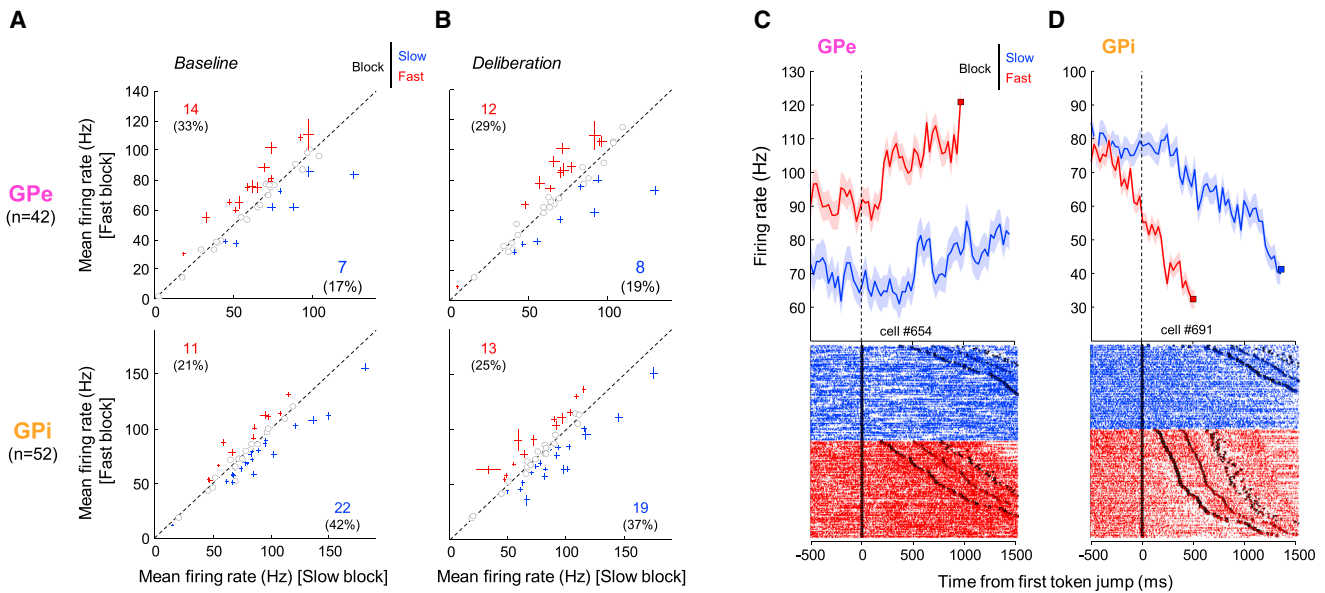 A
B
C
D
Baseline
Block
Slow
Fast
Deliberation
GPe
Block
Slow
Fast
GPi
GPe
(n=42)
Mean firing rate (Hz)
[Fast block]
140
120
100
80
60
40
20
0
14
(33%)
7
(17%)
50
100
12
(29%)
8
(19%)
0
50
100
GPi
(n=52)
Mean firing rate (Hz)
[Fast block]
150
100
50
0
11
(21%)
22
(42%)
0
50
100
150
Mean firing rate (Hz) [Slow block]
13
(25%)
19
(37%)
0
50
100
150
Mean firing rate (Hz) [Slow block]
Firing rate (Hz)
130
120
110
100
90
80
70
60
cell #654
-500
0
500
1000
1500
100
90
80
70
60
50
40
30
cell #691
-500
0
500
1000
1500
Time from first token jump (ms)